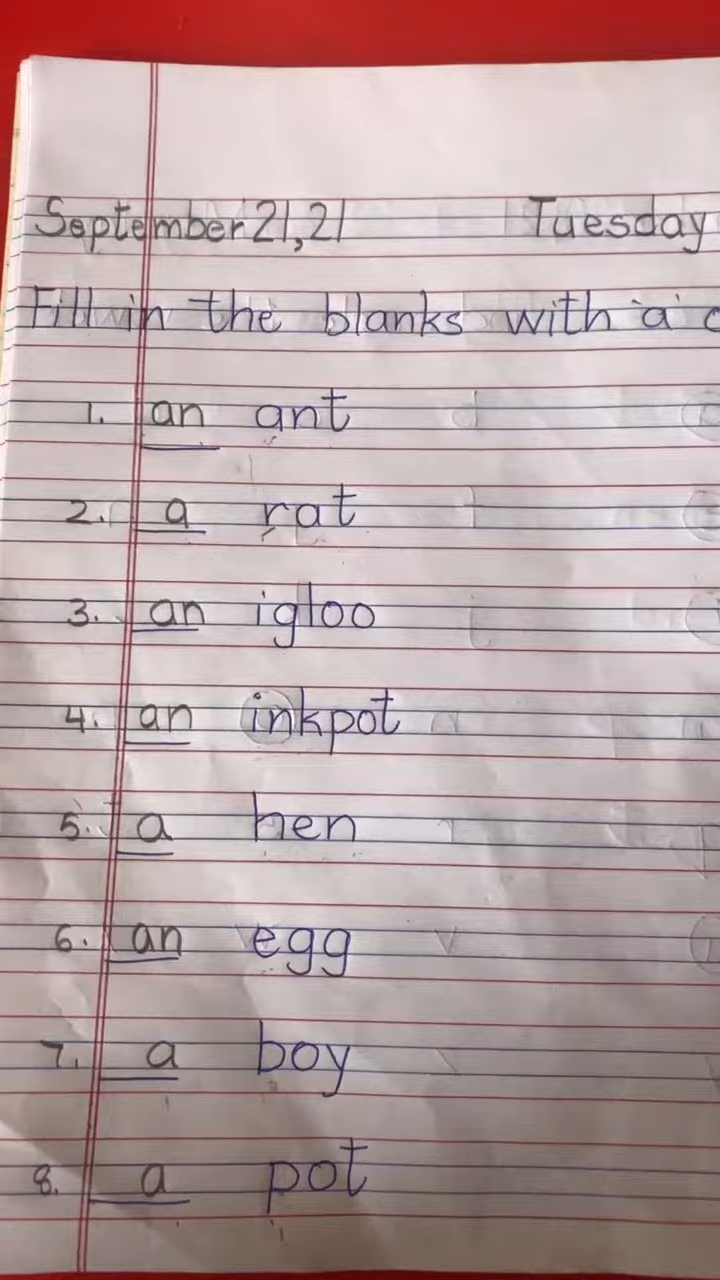 September 21, 21 Tuesday
Fill in the blanks with 'a'
1. an ant
2. a rat
3. an igloo
4. an inkpot
5. a hen
6. an egg
7. a boy
8. a pot